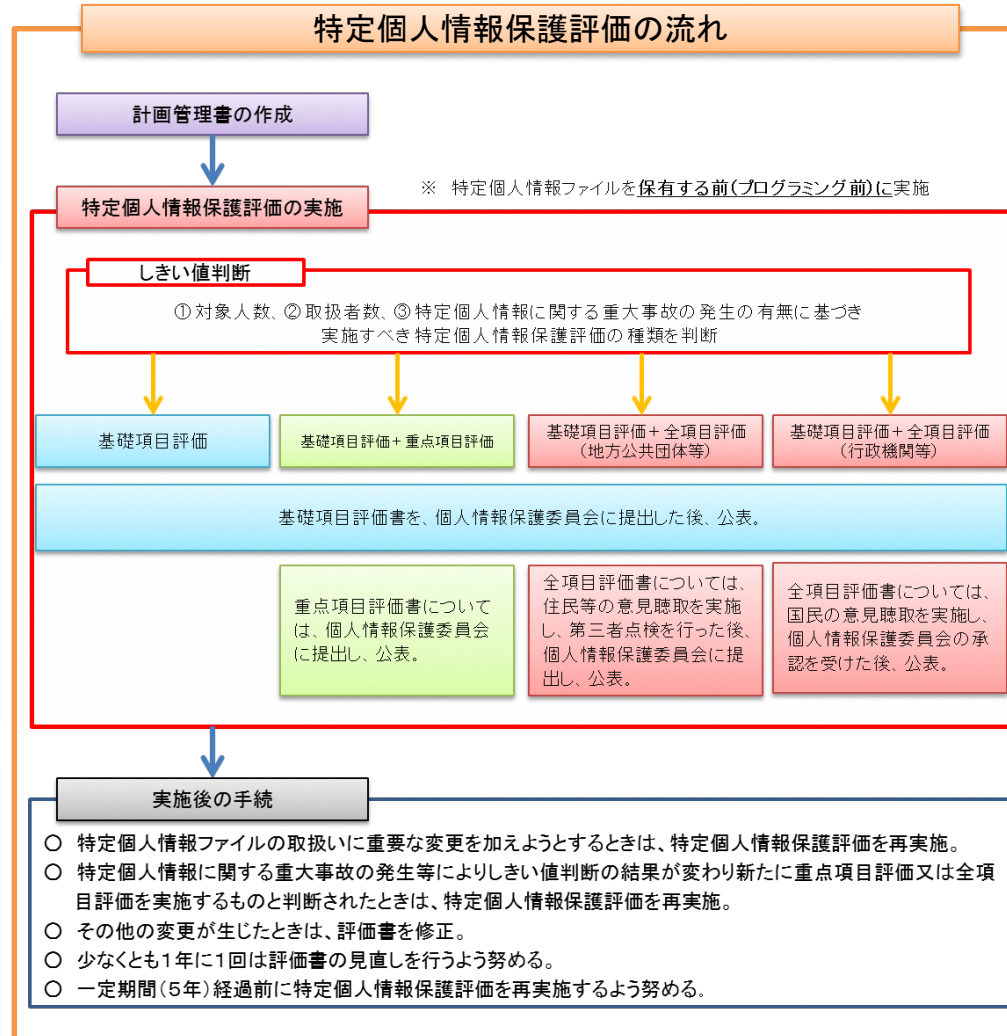 特定個人情報保護評価の流れ
計画管理書の作成
特定個人情報保護評価の実施
※　特定個人情報ファイルを保有する前(プログラミング前)に実施
しきい値判断
①対象人数、②取扱者数、③特定個人情報に関する重大事故の発生の有無に基づき
実施すべき特定個人情報保護評価の種類を判断
基礎項目評価
基礎項目評価＋重点項目評価
基礎項目評価＋全項目評価
(地方公共団体等)
基礎項目評価＋全項目評価
(行政機関等)
基礎項目評価書を、個人情報保護委員会に提出した後、公表。
重点項目評価書について
は、個人情報保護委員会
に提出し、公表。
全項目評価書については、
住民等の意見聴取を実施
し、第三者点検を行った後、
個人情報保護委員会に提
出し、公表。
全項目評価書については、
国民の意見聴取を実施し、
個人情報保護委員会の承
認を受けた後、公表。
実施後の手続
○　特定個人情報ファイルの取扱いに重要な変更を加えようとするときは、特定個人情報保護評価を再実施。
○　特定個人情報に関する重大事故の発生等によりしきい値判断の結果が変わり新たに重点項目評価又は全項
目評価を実施するものと判断されたときは、特定個人情報保護評価を再実施。
○　その他の変更が生じたときは、評価書を修正。
○　少なくとも１年に１回は評価書の見直しを行うよう努める。
○　一定期間(５年)経過前に特定個人情報保護評価を再実施するよう努める。